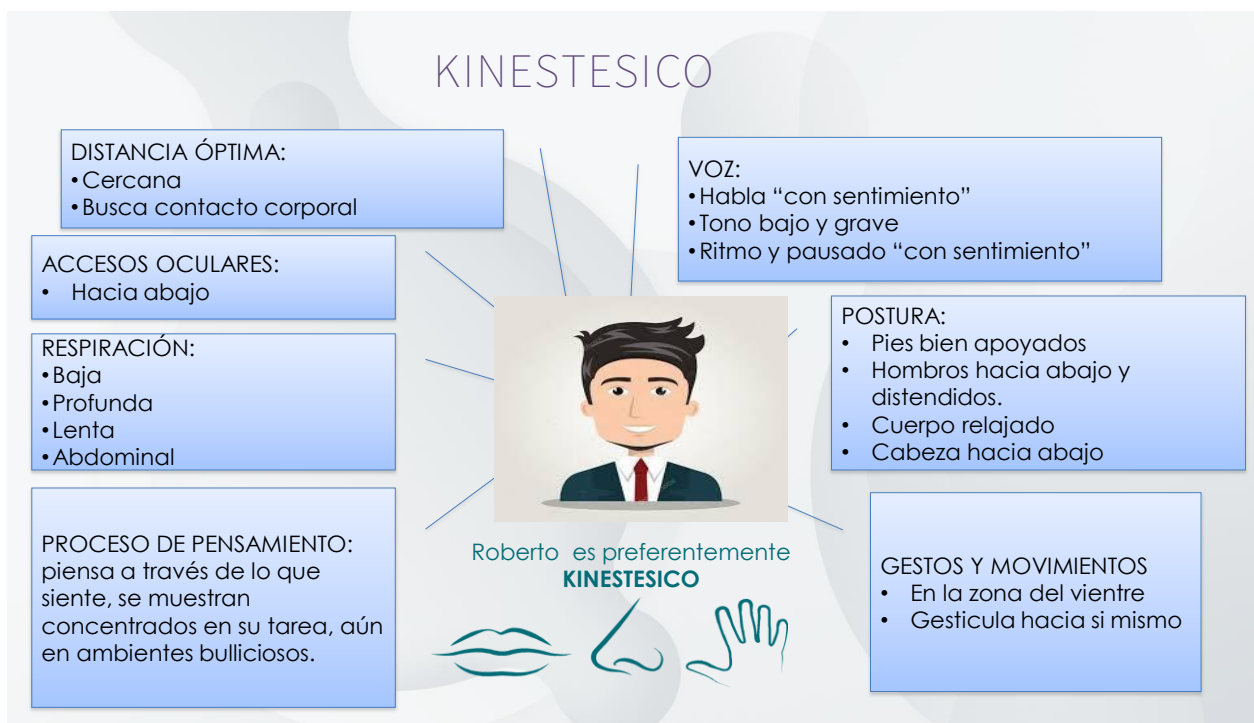 KINESTESICO
DISTANCIA ÓPTIMA:
• Cercana
• Busca contacto corporal
ACCESOS OCULARES:
• Hacia abajo
RESPIRACIÓN:
• Baja
• Profunda
• Lenta
• Abdominal
PROCESO DE PENSAMIENTO:
piensa a través de lo que
siente, se muestran
concentrados en su tarea, aún
en ambientes bulliciosos.
Roberto es preferentemente
KINESTESICO
VOZ:
• Habla “con sentimiento”
• Tono bajo y grave
• Ritmo y pausado “con sentimiento”
POSTURA:
• Pies bien apoyados
• Hombros hacia abajo y
distendidos.
• Cuerpo relajado
• Cabeza hacia abajo
GESTOS Y MOVIMIENTOS
• En la zona del vientre
• Gesticula hacia si mismo